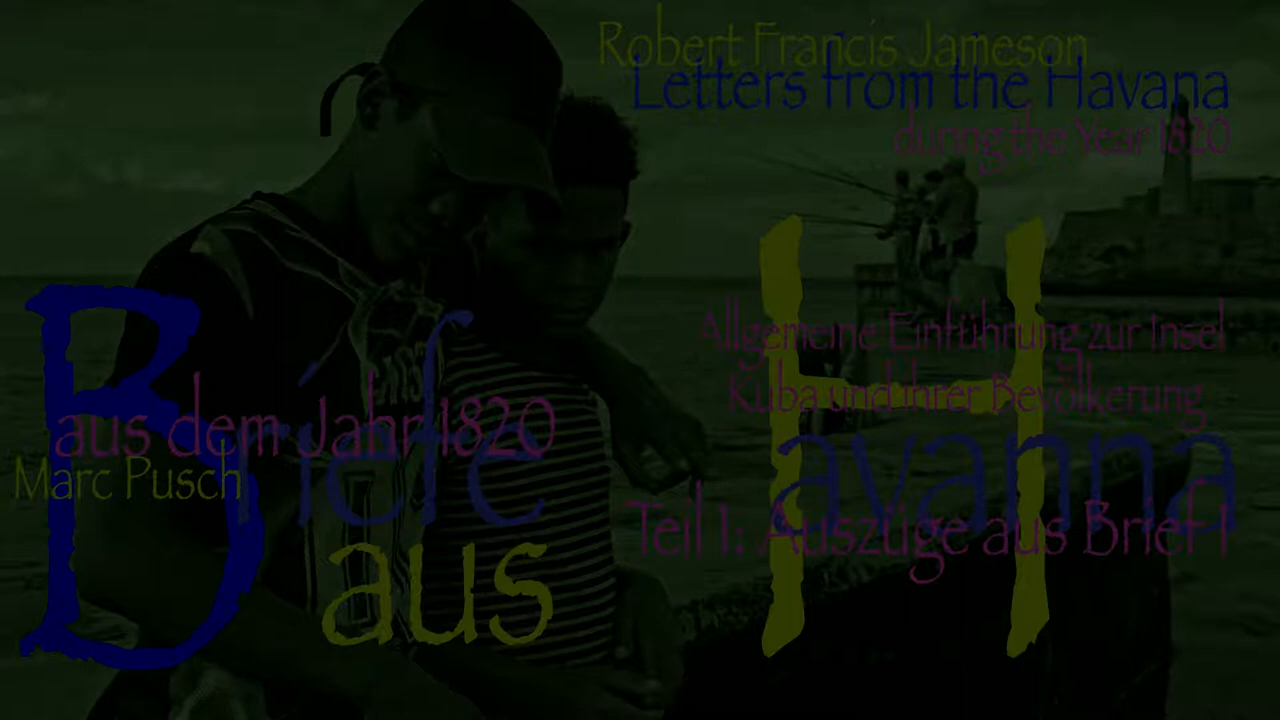 Robert Francis Jameson
Letters from the Havana
during the Year 1820
Briefe
aus dem Jahr 1820
Marc Pusch
aus
Havanna
Allgemeine Einführung zur Insel
Kuba und ihrer Bevölkerung
Teil 1: Auszüge aus Brief 1